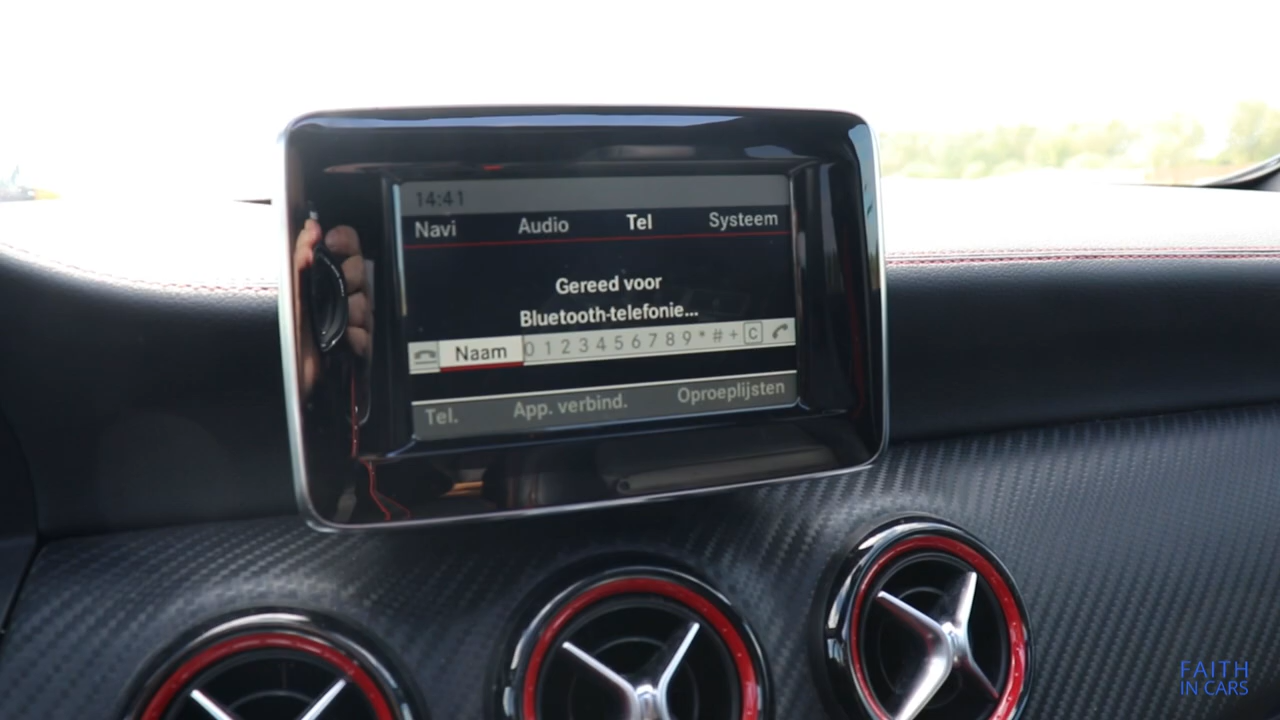 14:41
Navi Audio Tel Systeem
Gereed voor
Bluetooth-telefonie...
Naam 0 1 2 3 4 5 6 7 8 9 * # + C
Tel. App. verbind. Oproeplijsten
FAITH
IN CARS